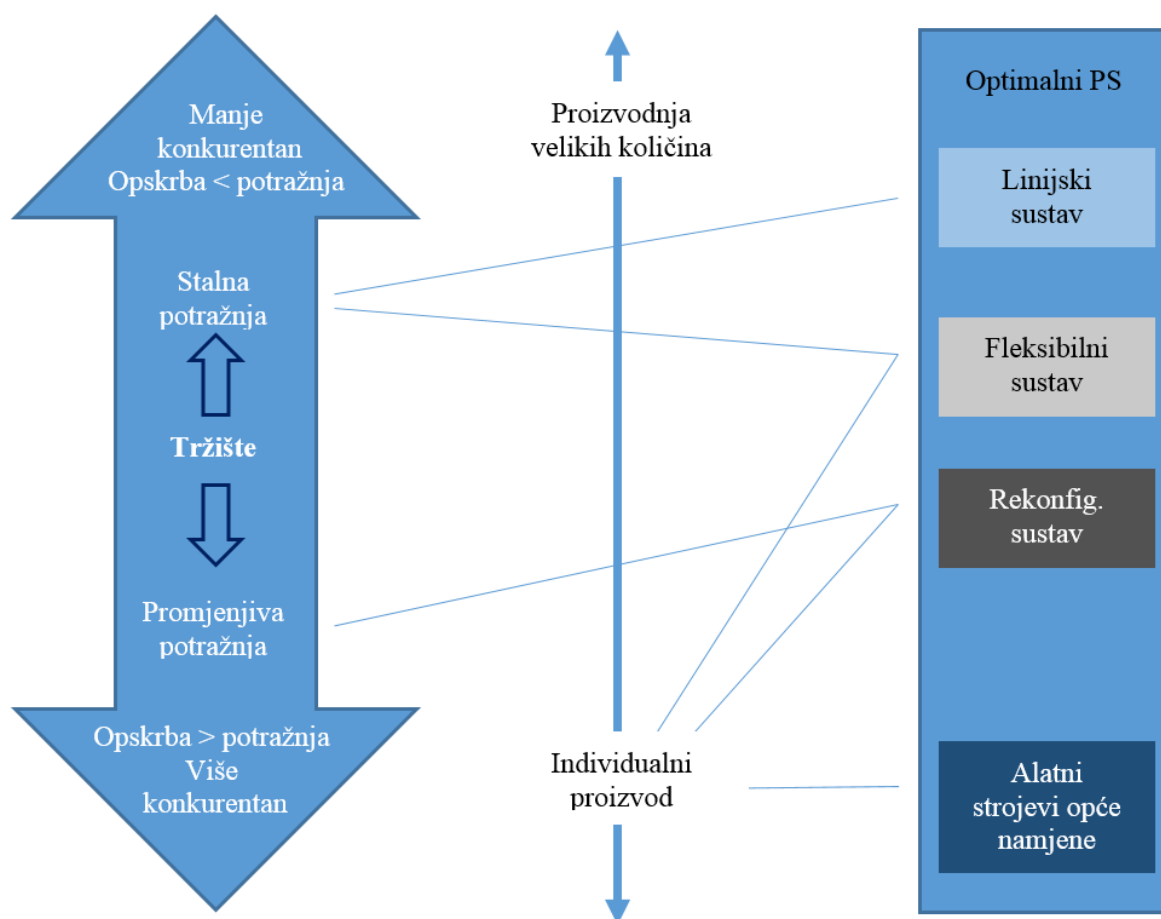 Manje
konkurentan
Opskrba < potražnja
Stalna
potražnja
Tržište
Promjenjiva
potražnja
Opskrba > potražnja
Više
konkurentan
Proizvodnja
velikih količina
Individualni
proizvod
Optimalni PS
Linijski
sustav
Fleksibilni
sustav
Rekonfig.
sustav
Alatni
strojevi opće
namjene